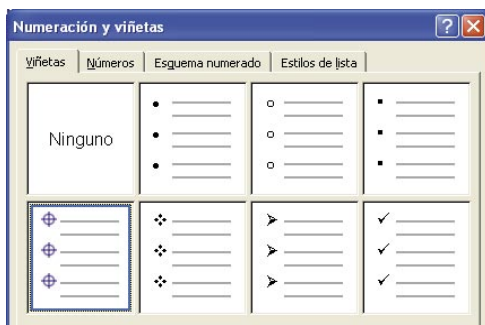 Numeración y viñetas
Viñetas Números Esquema numerado Estilos de lista
Ninguno